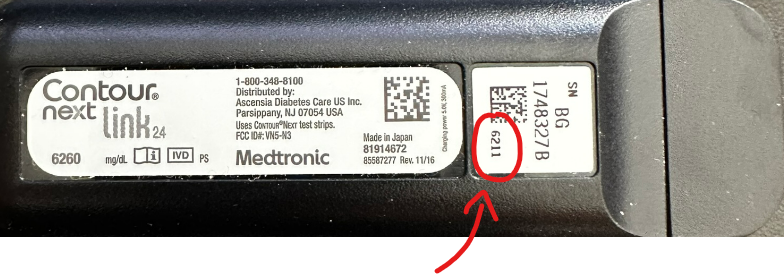 Contour®
next
link 24
6260 mg/dL IVD PS
1-800-348-8100
Distributed by:
Ascensia Diabetes Care US Inc.
Parsippany, NJ 07054 USA
Uses Contour®Next test strips.
FCC ID#: VN5-N3
Medtronic
Made in Japan
81914672
85587277 Rev. 11/16
Charging power 5.0V, 300mA
SN BG
1748327B
6211